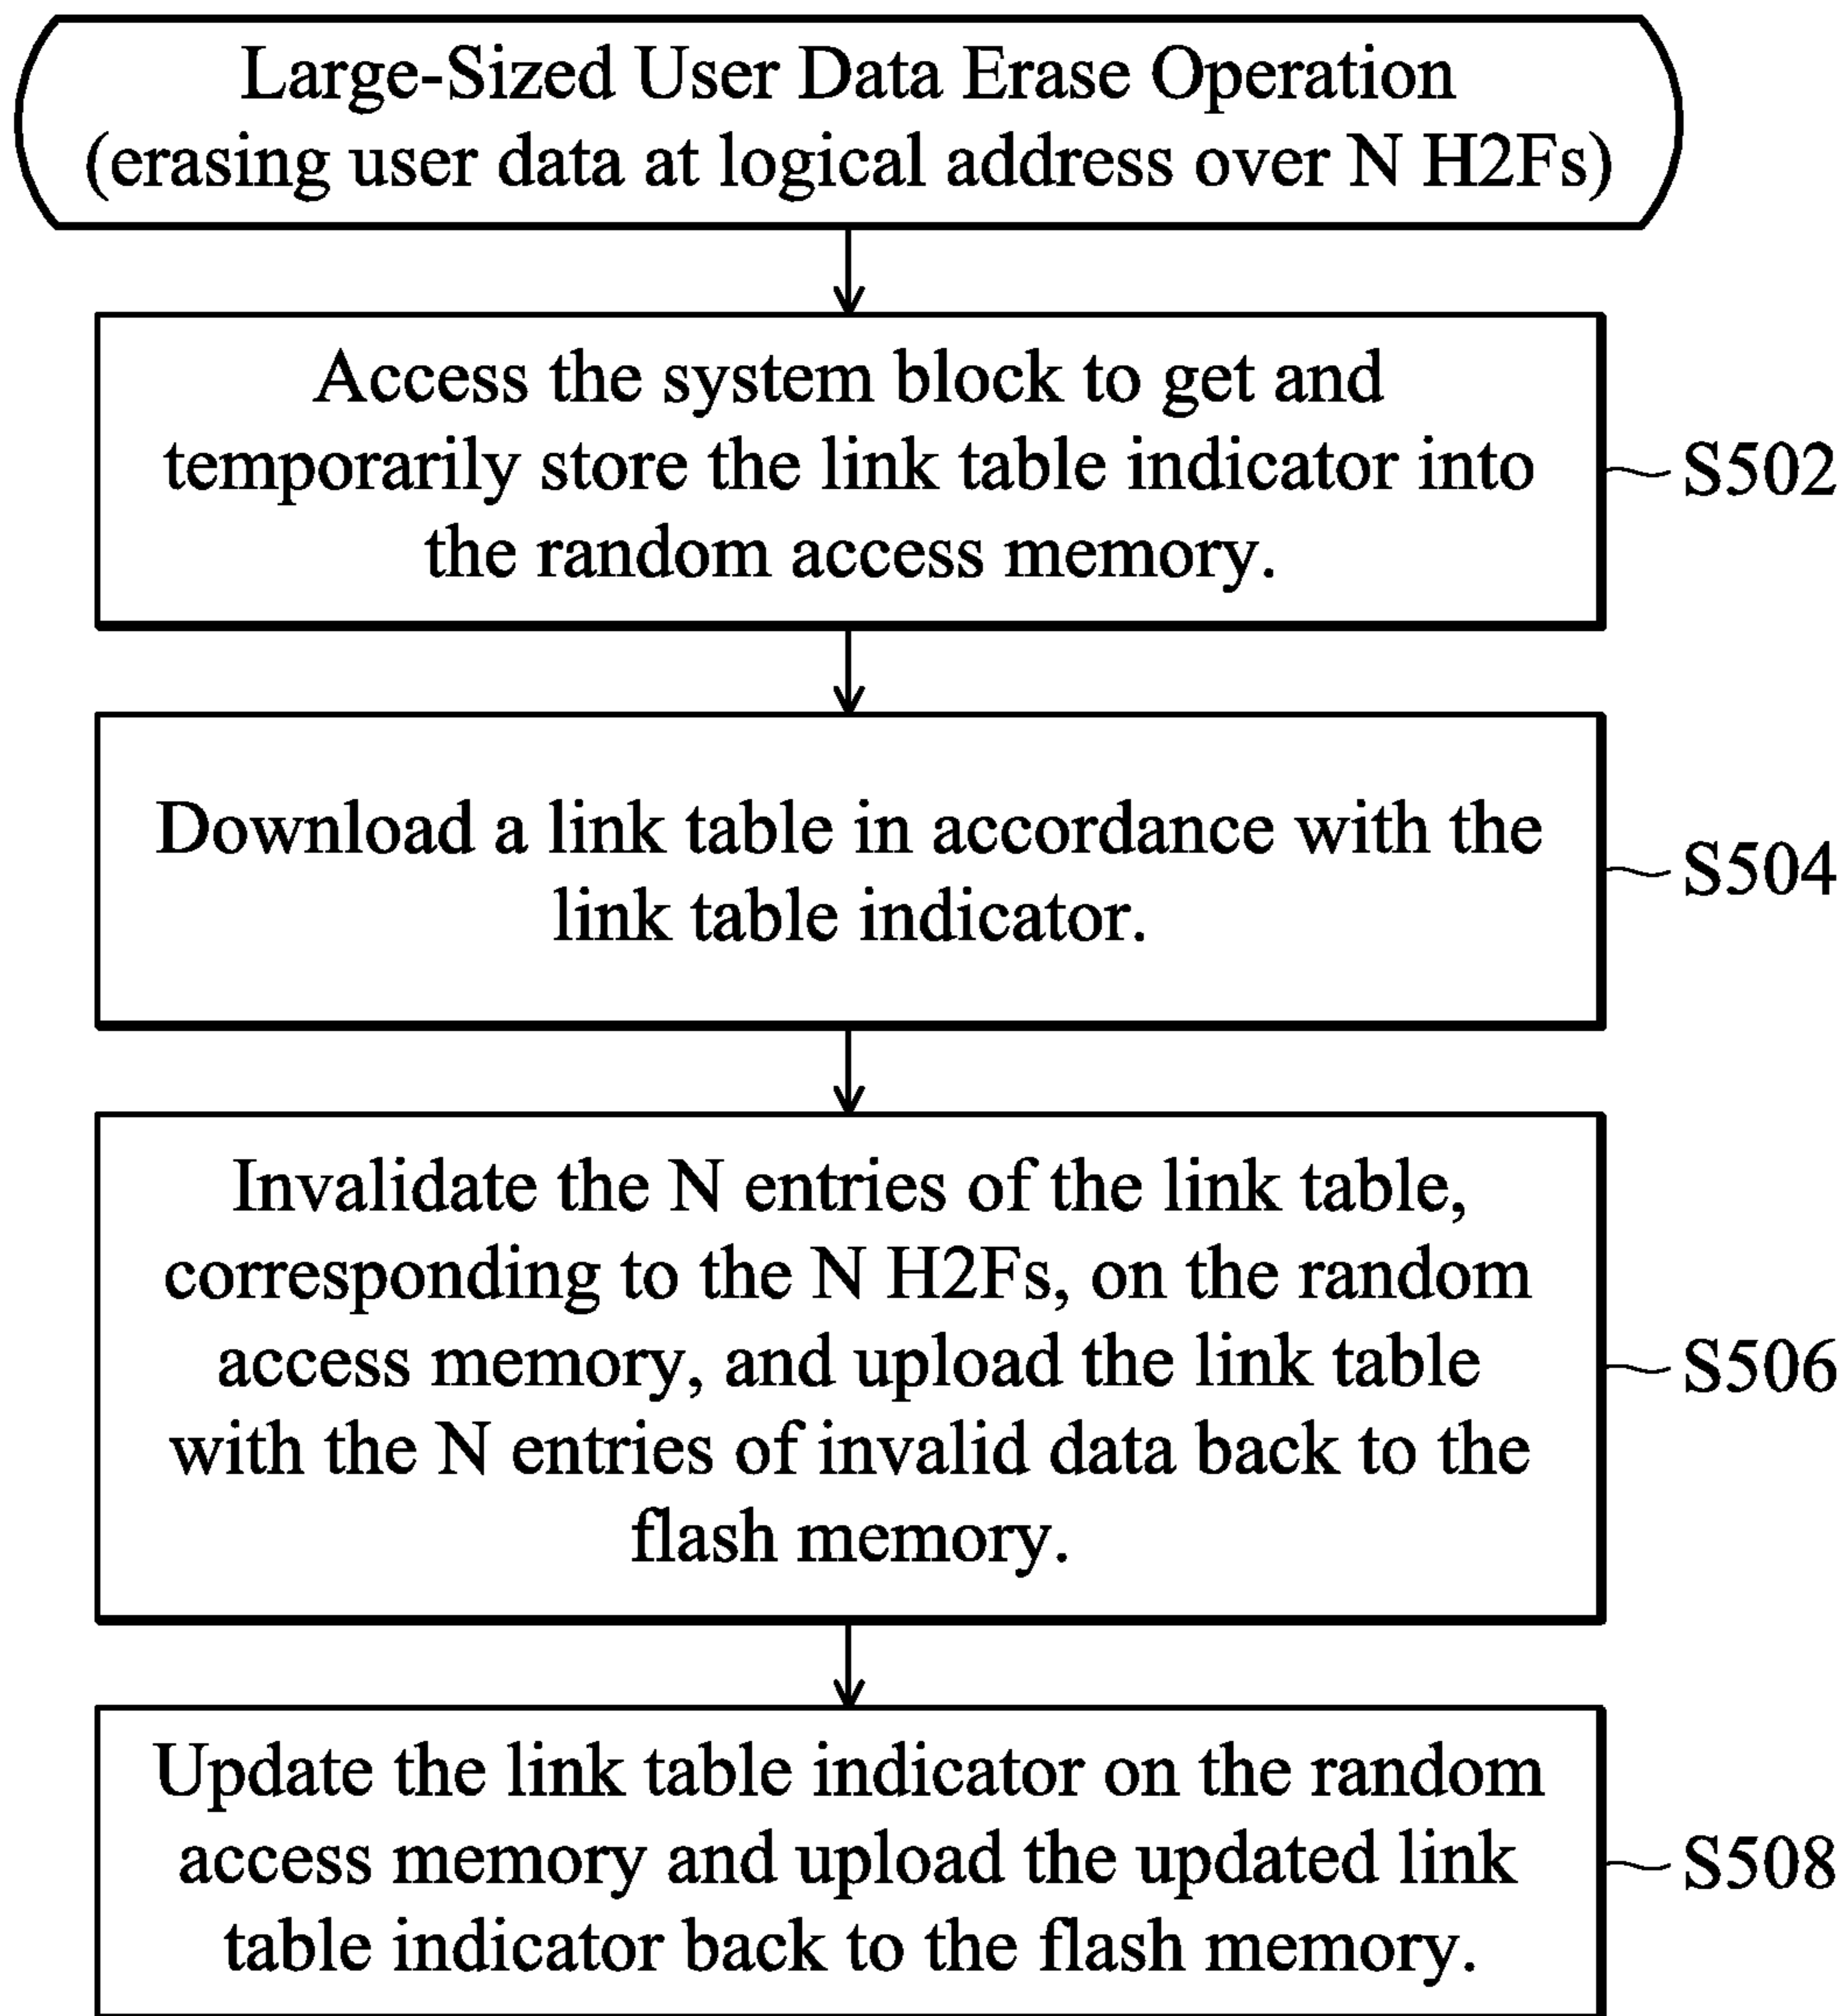 Large-Sized User Data Erase Operation
(erasing user data at logical address over N H2Fs)
Access the system block to get and
temporarily store the link table indicator into
the random access memory.
S502
Download a link table in accordance with the
link table indicator.
S504
Invalidate the N entries of the link table,
corresponding to the N H2Fs, on the random
access memory, and upload the link table
with the N entries of invalid data back to the
flash memory.
S506
Update the link table indicator on the random
access memory and upload the updated link
table indicator back to the flash memory.
S508